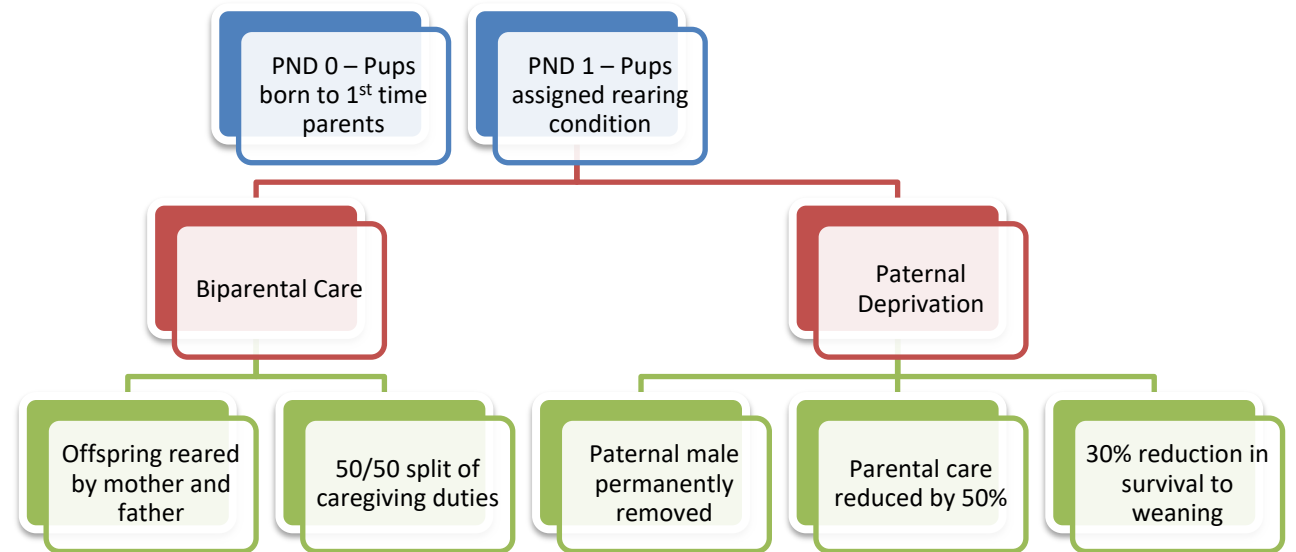 PND 0 – Pups
born to 1st time
parents
PND 1 – Pups
assigned rearing
condition
Biparental Care
Paternal
Deprivation
Offspring reared
by mother and
father
50/50 split of
caregiving duties
Paternal male
permanently
removed
Parental care
reduced by 50%
30% reduction in
survival to
weaning